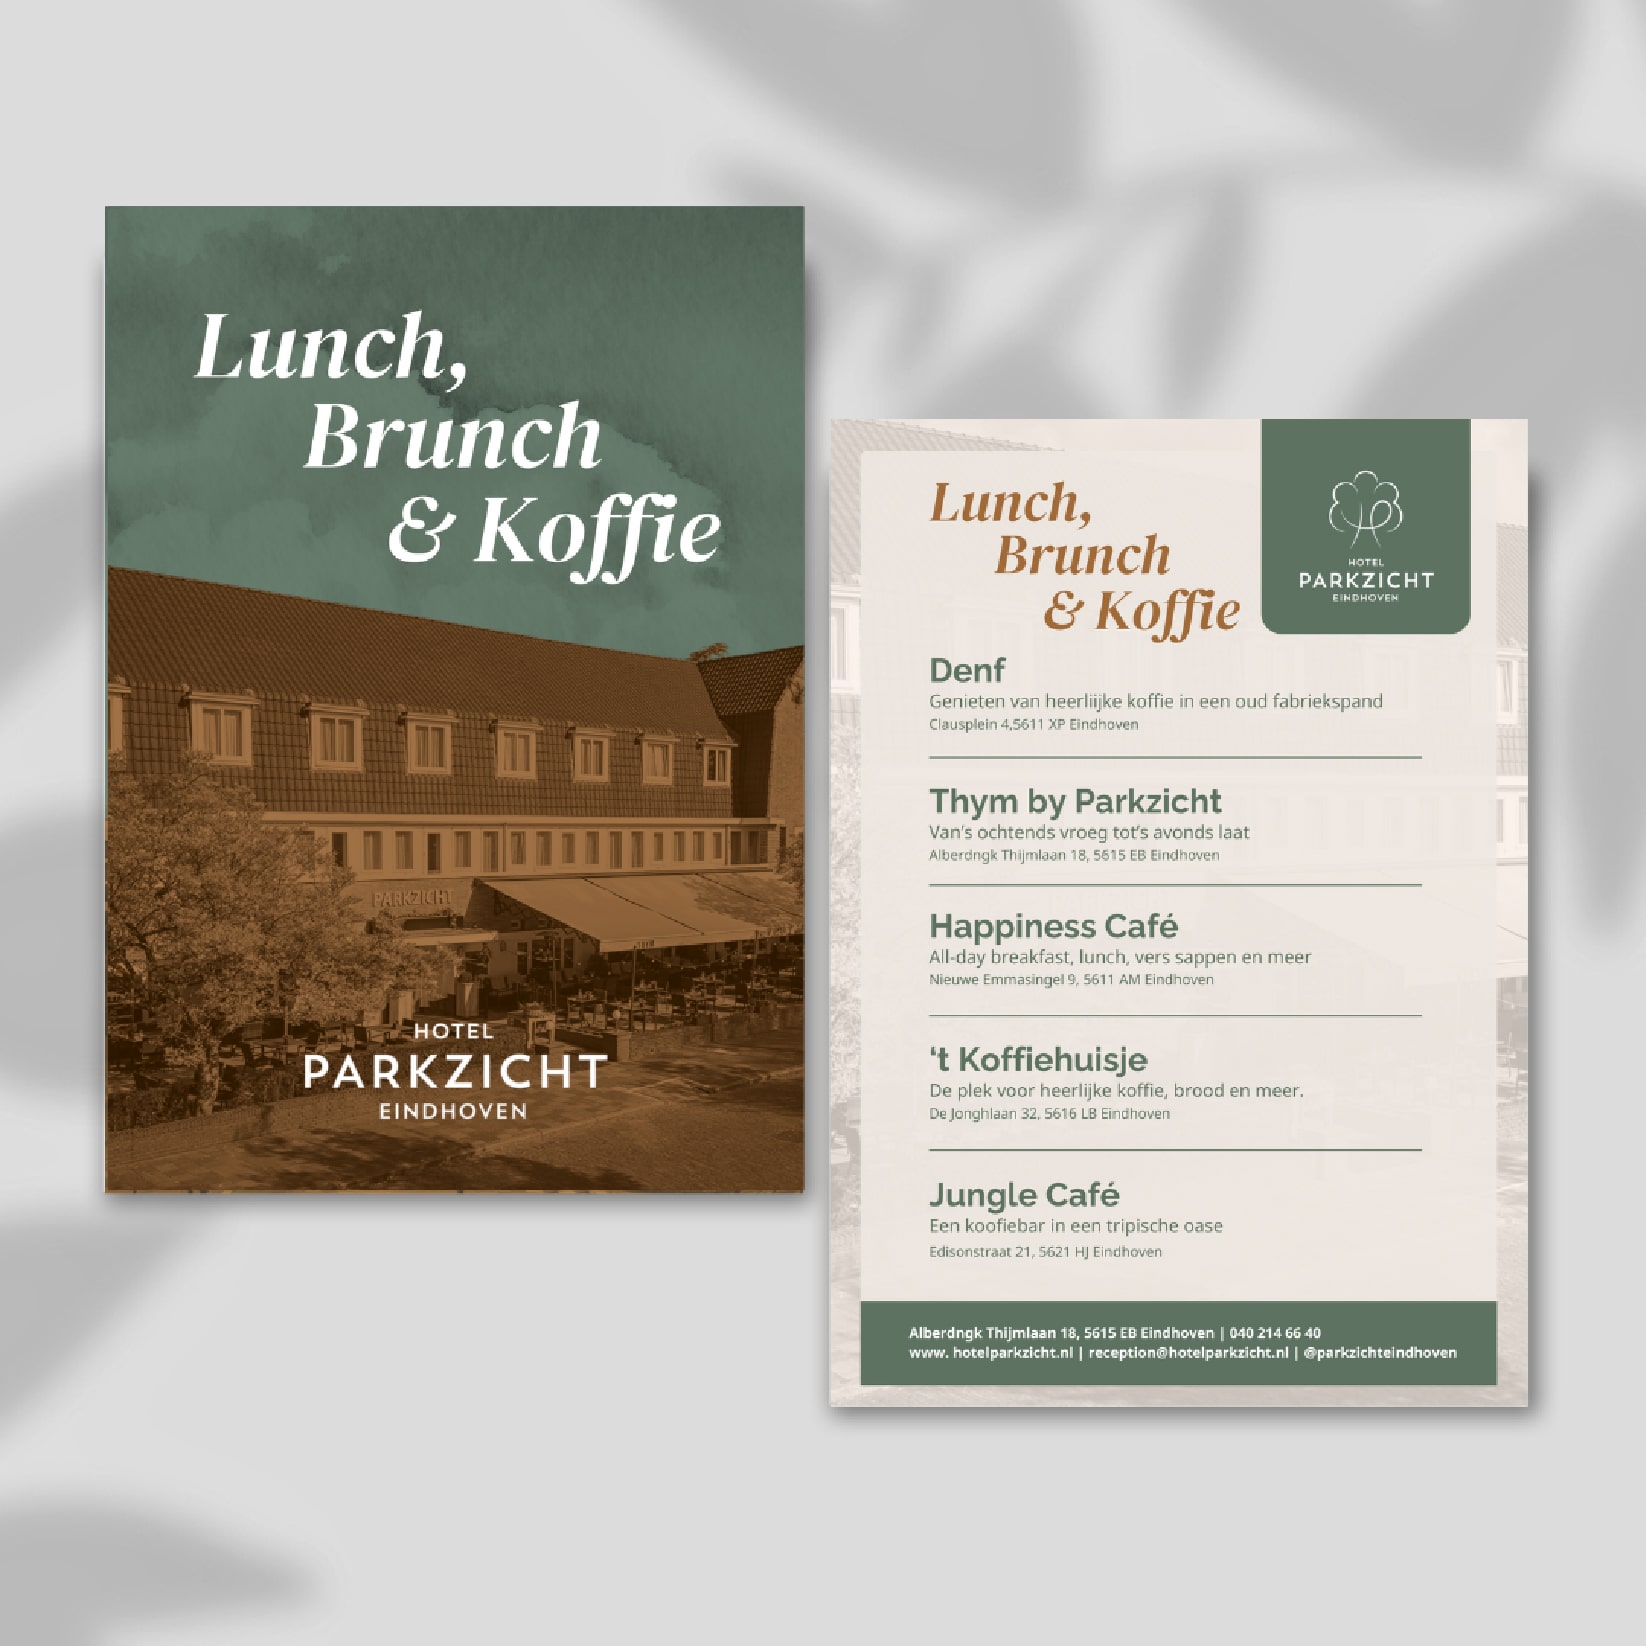 Lunch,
Brunch
& Koffie
PARKZICHT
HOTEL
PARKZICHT
EINDHOVEN
Lunch,
Brunch
& Koffie
HOTEL
PARKZICHT
EINDHOVEN
Denf
Genieten van heerliijke koffie in een oud fabriekspand
Clausplein 4,5611 XP Eindhoven
Thym by Parkzicht
Van's ochtends vroeg tot's avonds laat
Alberdngk Thijmlaan 18, 5615 EB Eindhoven
Happiness Café
All-day breakfast, lunch, vers sappen en meer
Nieuwe Emmasingel 9, 5611 AM Eindhoven
‘t Koffiehuisje
De plek voor heerlijke koffie, brood en meer.
De Jonghlaan 32, 5616 LB Eindhoven
Jungle Café
Een koofiebar in een tripische oase
Edisonstraat 21, 5621 HJ Eindhoven
Alberdngk Thijmlaan 18, 5615 EB Eindhoven | 040 214 66 40
www. hotelparkzicht.nl | reception@hotelparkzicht.nl | @parkzichteindhoven